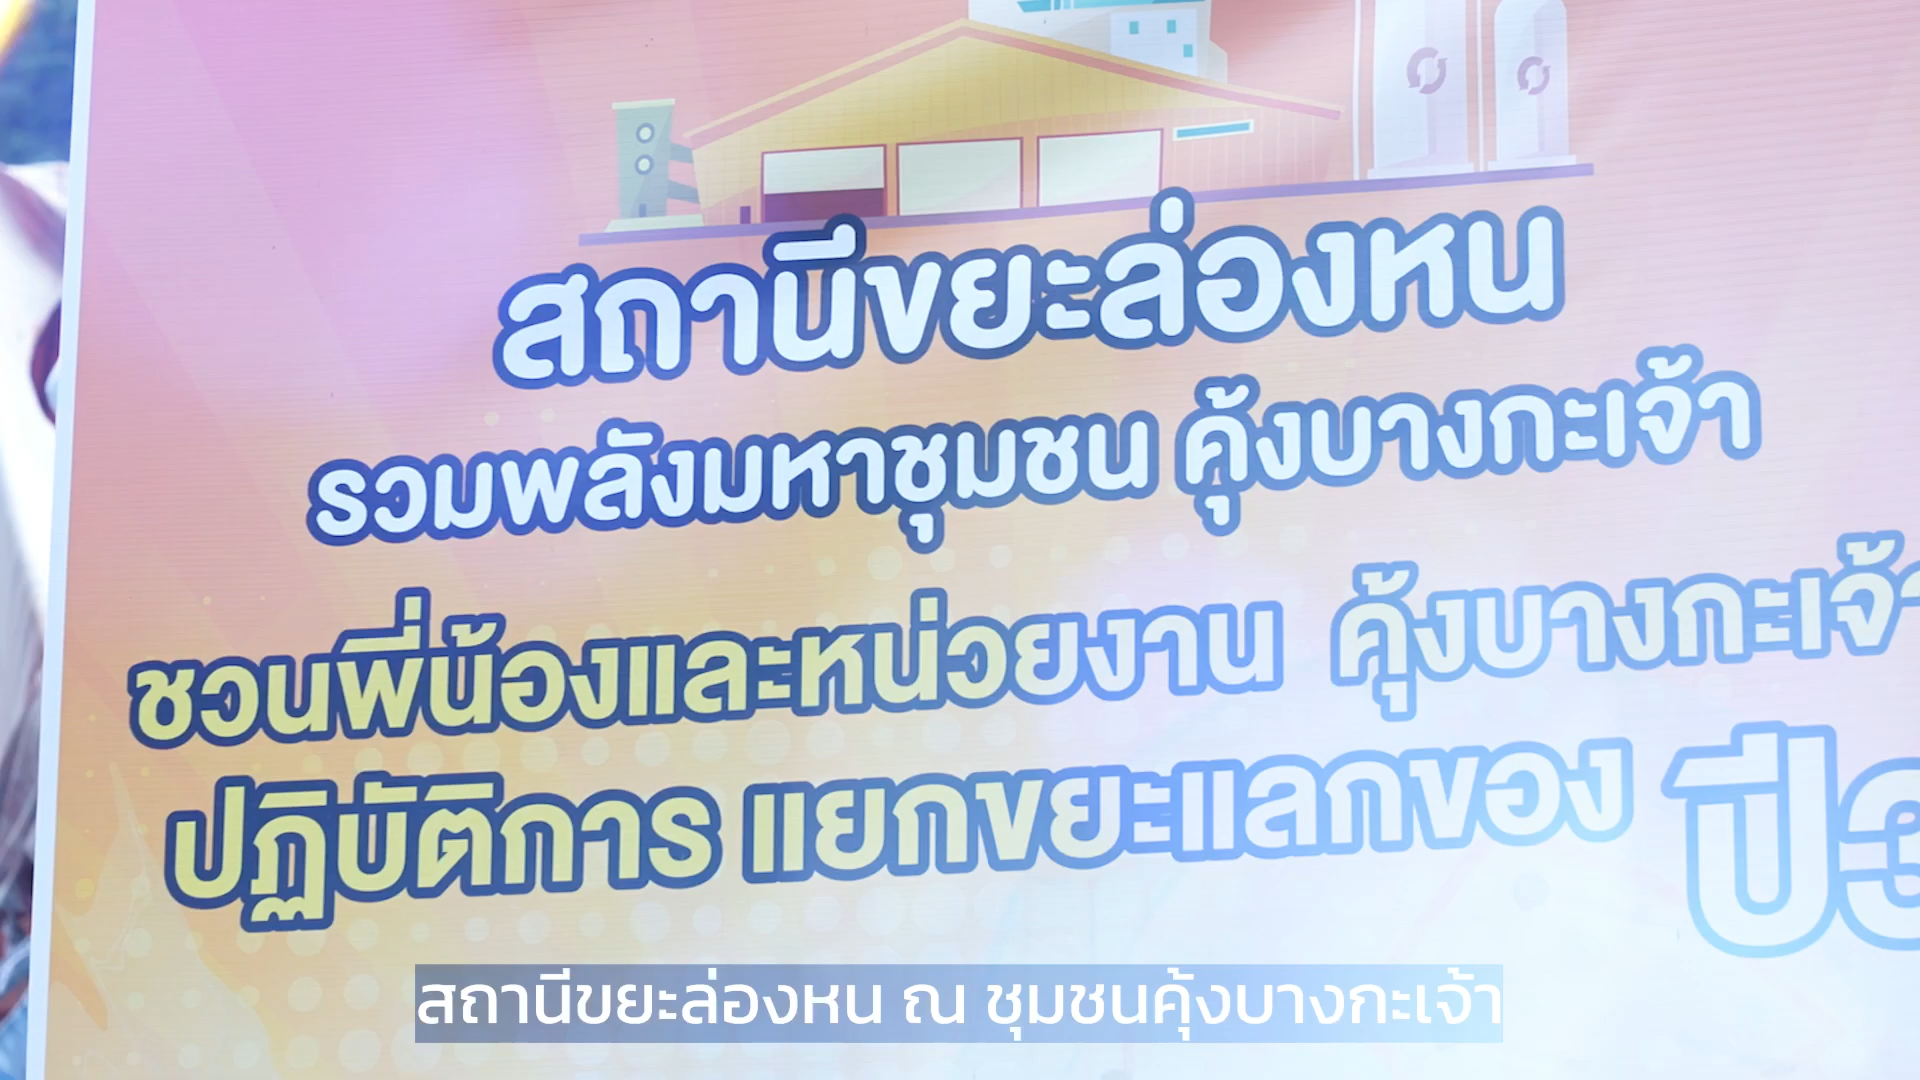 สถานีขยะล่องหน
รวมพลังมหาชุมชน คุ้งบางกะเจ้า
ชวนพี่น้องและหน่วยงาน คุ้งบางกะเจ้า
ปฏิบัติการ แยกขยะแลกของ ปี3
สถานีขยะล่องหน ณ ชุมชนคุ้งบางกะเจ้า